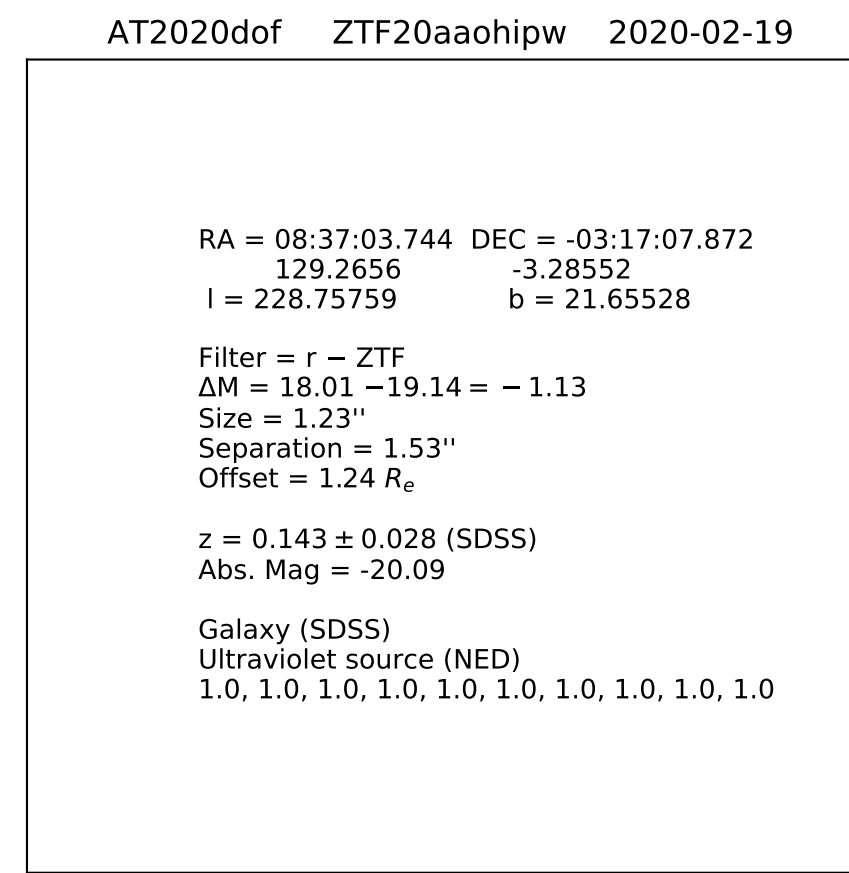 AT2020dof ZTF20aaohipw 2020-02-19
RA = 08:37:03.744 DEC = -03:17:07.872
129.2656 -3.28552
l = 228.75759 b = 21.65528
Filter = r − ZTF
ΔM = 18.01 −19.14 = − 1.13
Size = 1.23''
Separation = 1.53''
Offset = 1.24 Re
z = 0.143 ± 0.028 (SDSS)
Abs. Mag = -20.09
Galaxy (SDSS)
Ultraviolet source (NED)
1.0, 1.0, 1.0, 1.0, 1.0, 1.0, 1.0, 1.0, 1.0, 1.0